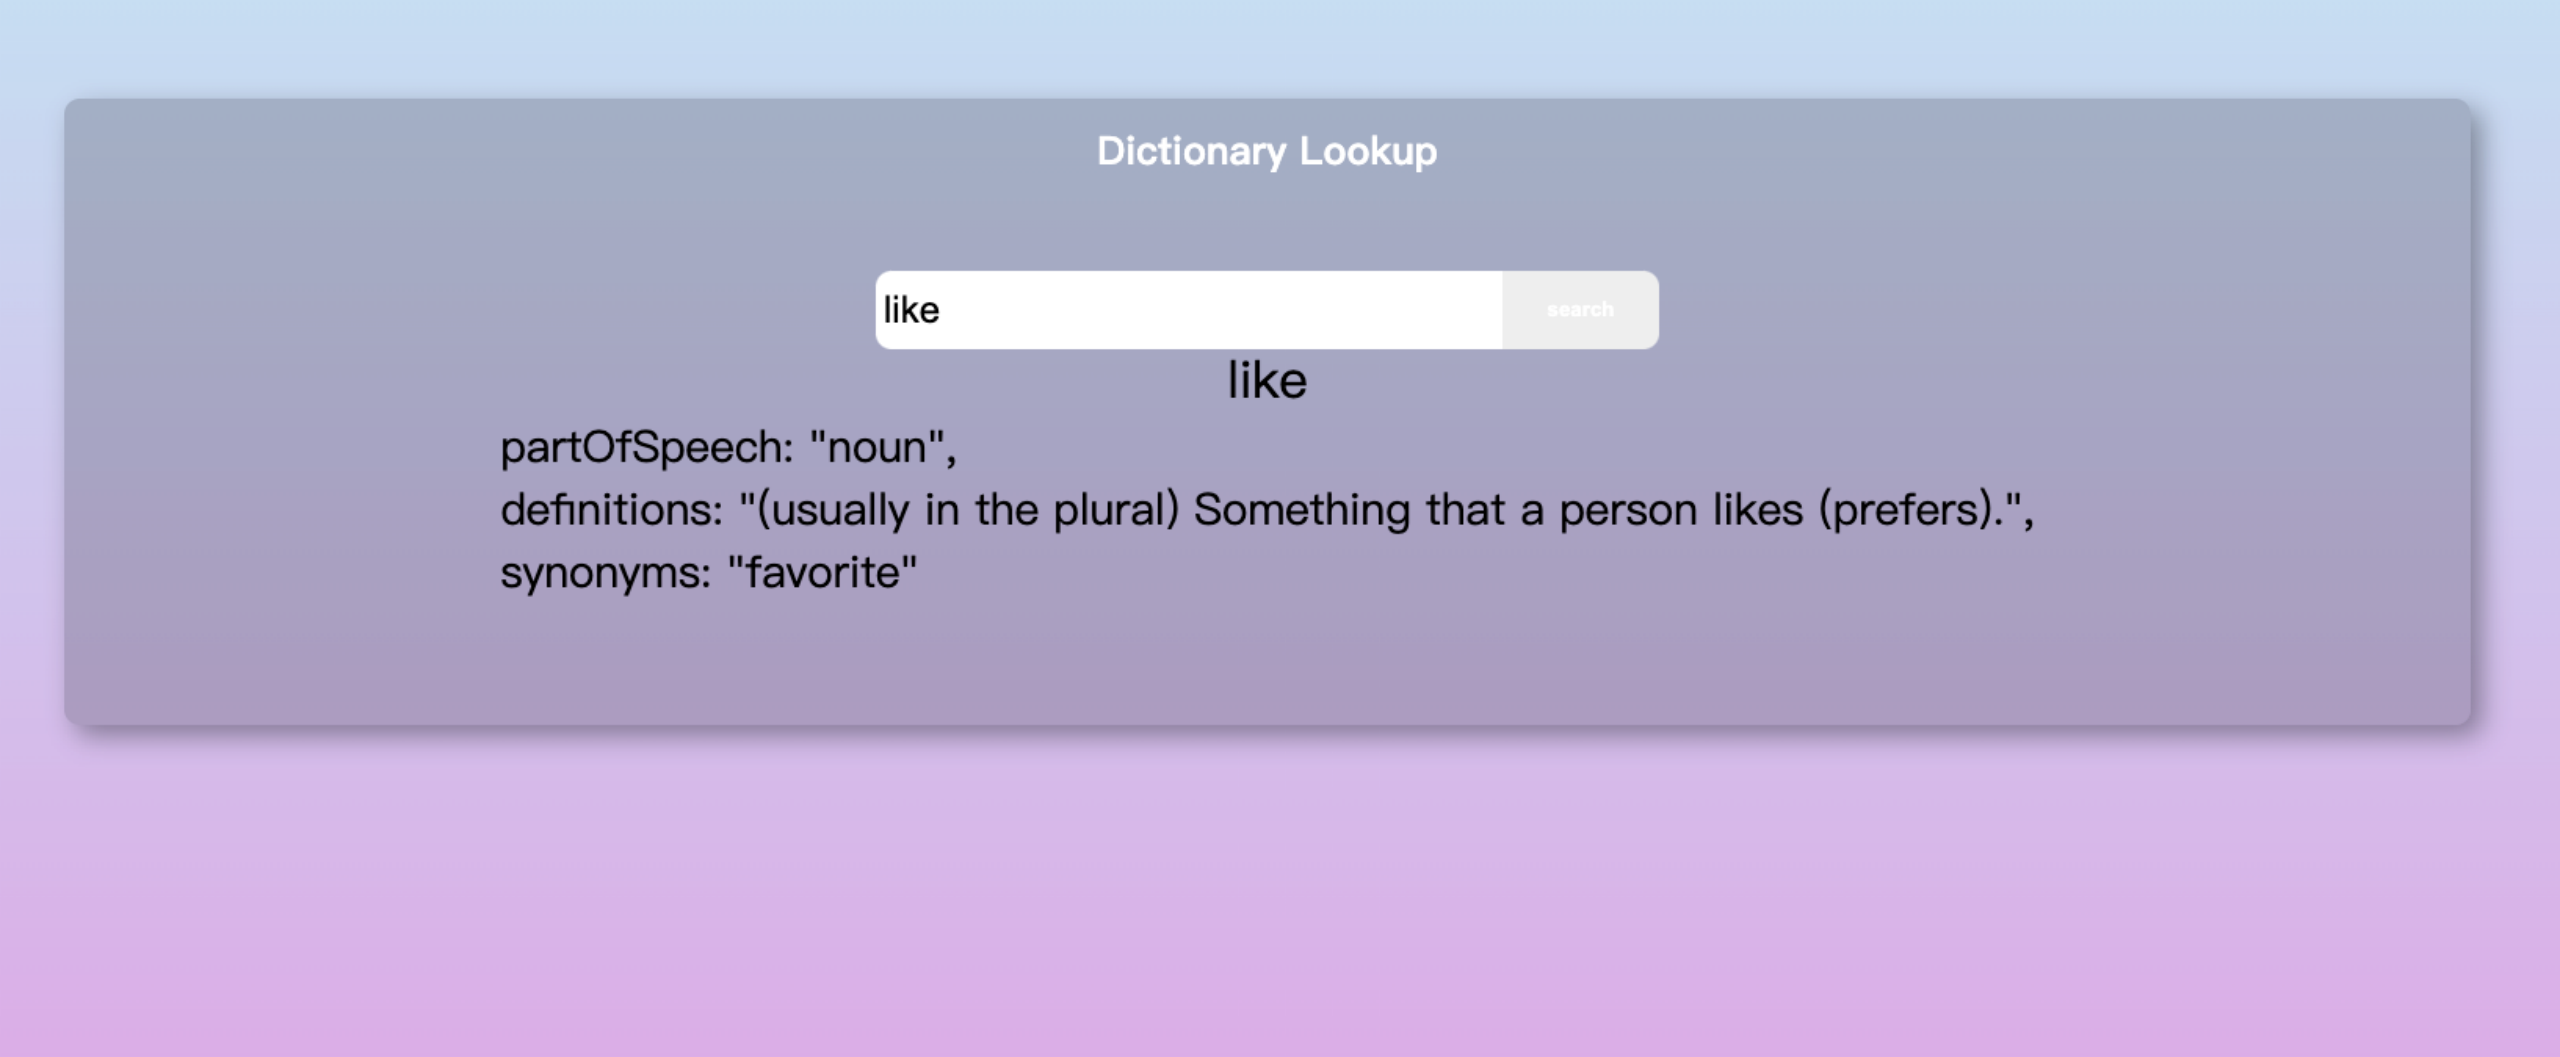 Dictionary Lookup
like
search
like
partOfSpeech: "noun",
definitions: "(usually in the plural) Something that a person likes (prefers).",
synonyms: "favorite"